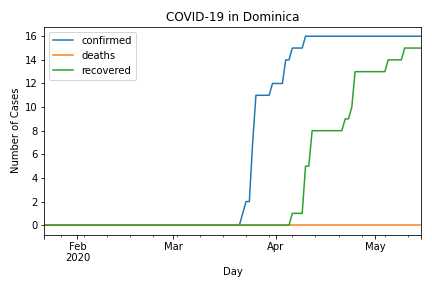 COVID-19 in Dominica
confirmed
deaths
recovered
Number of Cases
16
14
12
10
8
6
4
2
0
Feb
2020
Mar
Apr
May
Day